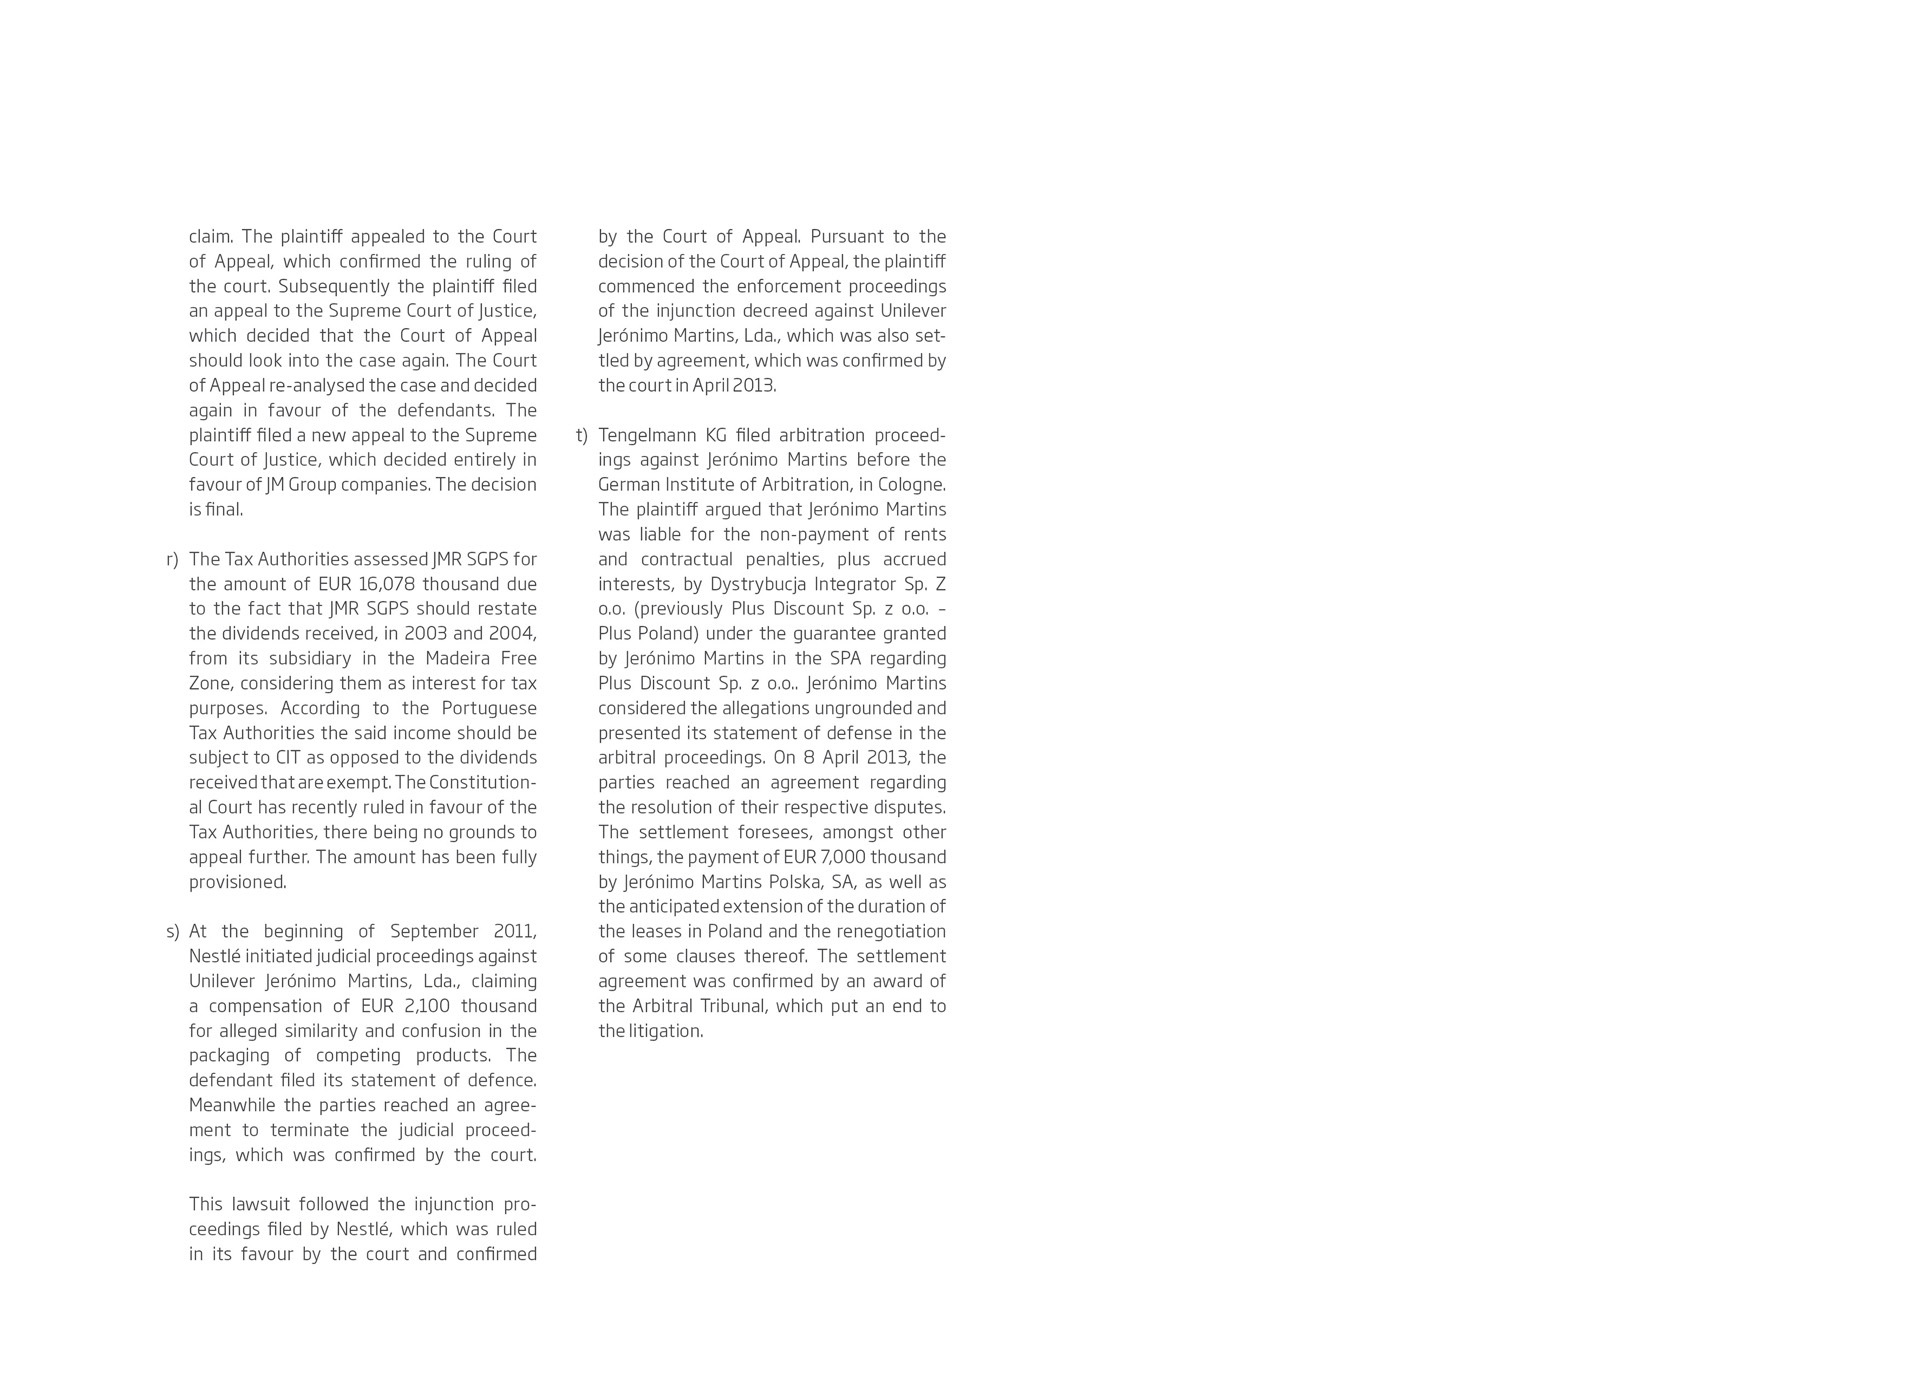 claim. The plaintiff appealed to the Court
of Appeal, which confirmed the ruling of
the court. Subsequently the plaintiff filed
an appeal to the Supreme Court of Justice,
which decided that the Court of Appeal
should look into the case again. The Court
of Appeal re-analysed the case and decided
again in favour of the defendants. The
plaintiff filed a new appeal to the Supreme
Court of Justice, which decided entirely in
favour of JM Group companies. The decision
is final.
r) The Tax Authorities assessed JMR SGPS for
the amount of EUR 16,078 thousand due
to the fact that JMR SGPS should restate
the dividends received, in 2003 and 2004,
from its subsidiary in the Madeira Free
Zone, considering them as interest for tax
purposes. According to the Portuguese
Tax Authorities the said income should be
subject to CIT as opposed to the dividends
received that are exempt. The Constitution-
al Court has recently ruled in favour of the
Tax Authorities, there being no grounds to
appeal further. The amount has been fully
provisioned.
s) At the beginning of September 2011,
Nestlé initiated judicial proceedings against
Unilever Jerónimo Martins, Lda., claiming
a compensation of EUR 2,100 thousand
for alleged similarity and confusion in the
packaging of competing products. The
defendant filed its statement of defence.
Meanwhile the parties reached an agree-
ment to terminate the judicial proceed-
ings, which was confirmed by the court.
This lawsuit followed the injunction pro-
ceedings filed by Nestlé, which was ruled
in its favour by the court and confirmed
by the Court of Appeal. Pursuant to the
decision of the Court of Appeal, the plaintiff
commenced the enforcement proceedings
of the injunction decreed against Unilever
Jerónimo Martins, Lda., which was also set-
tled by agreement, which was confirmed by
the court in April 2013.
t) Tengelmann KG filed arbitration proceed-
ings against Jerónimo Martins before the
German Institute of Arbitration, in Cologne.
The plaintiff argued that Jerónimo Martins
was liable for the non-payment of rents
and contractual penalties, plus accrued
interests, by Dystrybucja Integrator Sp. Z
o.o. (previously Plus Discount Sp. z o.o. –
Plus Poland) under the guarantee granted
by Jerónimo Martins in the SPA regarding
Plus Discount Sp. z o.o.. Jerónimo Martins
considered the allegations ungrounded and
presented its statement of defense in the
arbitral proceedings. On 8 April 2013, the
parties reached an agreement regarding
the resolution of their respective disputes.
The settlement foresees, amongst other
things, the payment of EUR 7,000 thousand
by Jerónimo Martins Polska, SA, as well as
the anticipated extension of the duration of
the leases in Poland and the renegotiation
of some clauses thereof. The settlement
agreement was confirmed by an award of
the Arbitral Tribunal, which put an end to
the litigation.